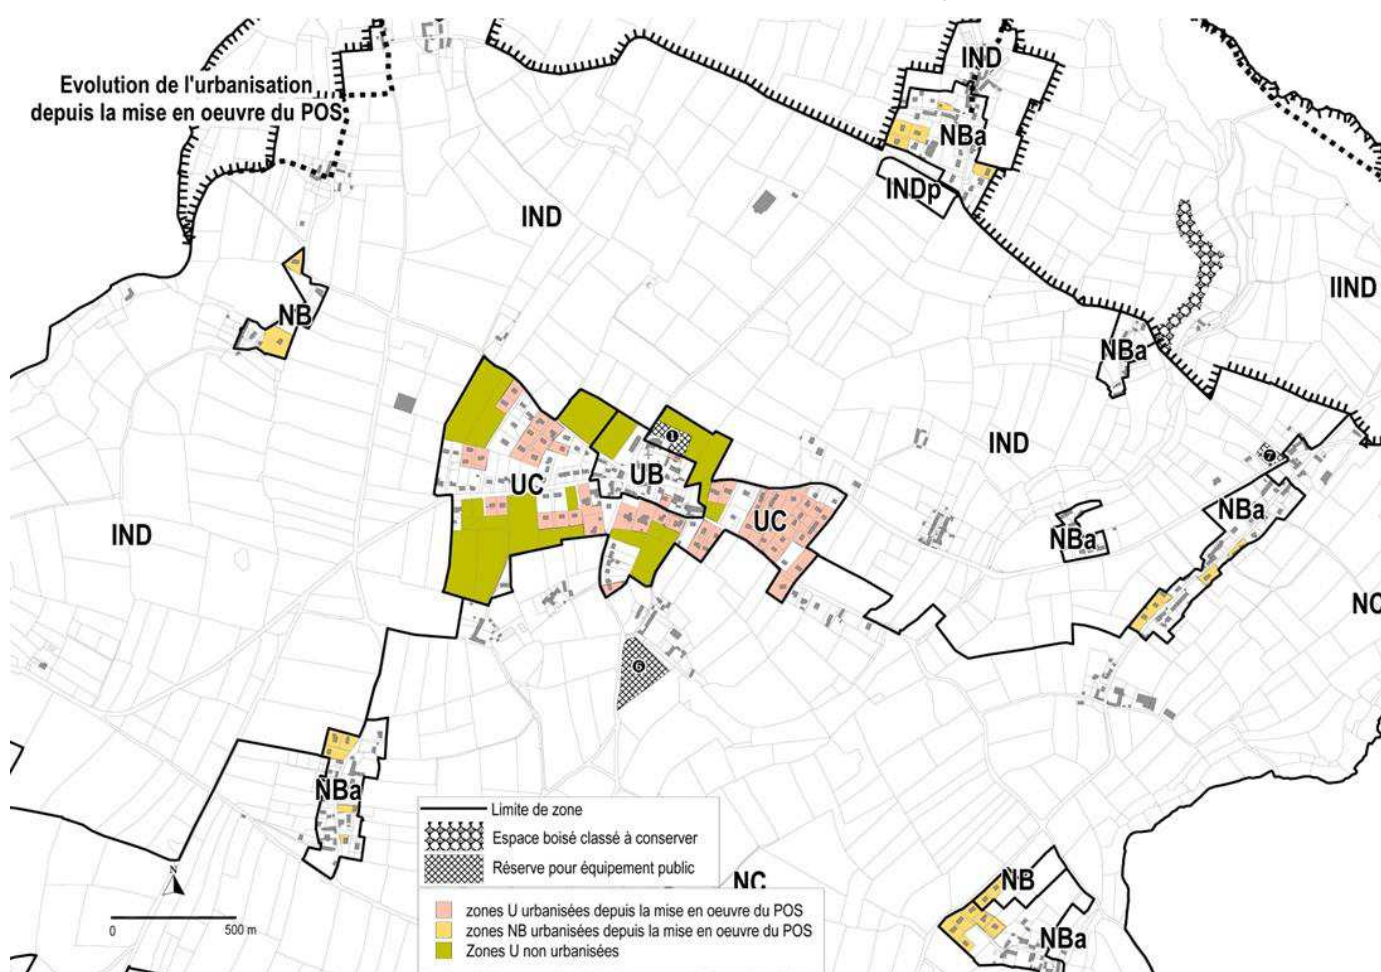 Evolution de l'urbanisation
depuis la mise en oeuvre du POS
IND
NBa
INDp
IND
IIND
NB
NBa
❶
IND
UB
UC
❼
NBa
UC
IND
NBa
NC
❻
NBa
Limite de zone
Espace boisé classé à conserver
Réserve pour équipement public
NC
NB
zones U urbanisées depuis la mise en oeuvre du POS
zones NB urbanisées depuis la mise en oeuvre du POS
Zones U non urbanisées
NBa
N
0 500 m